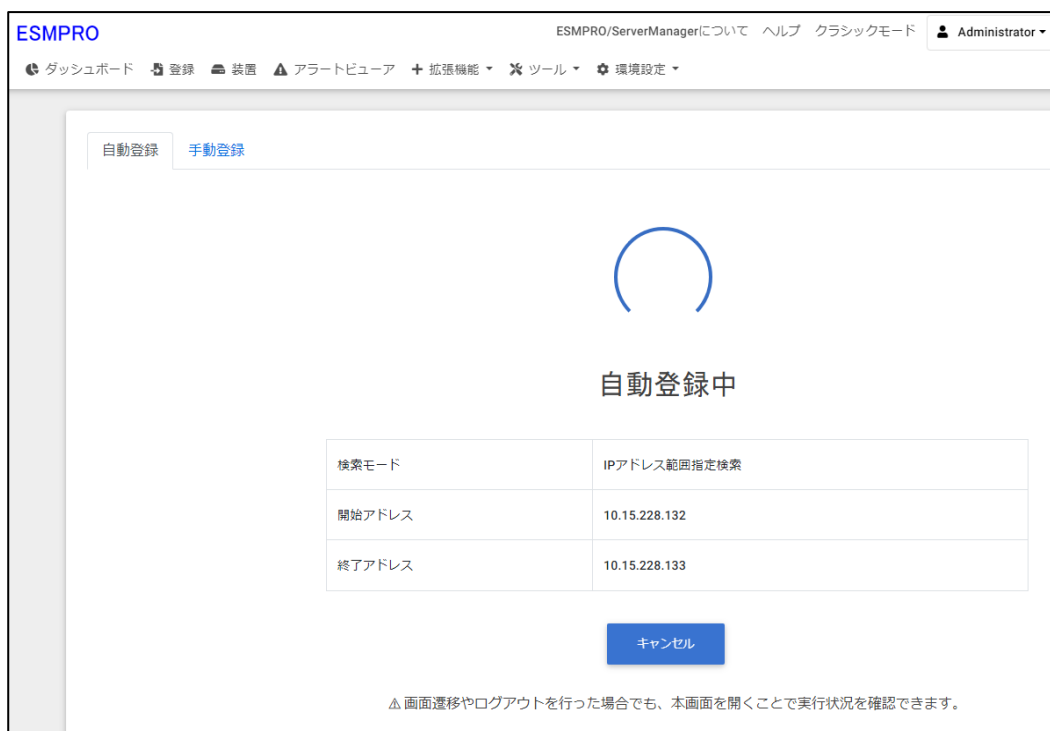 ESMPRO
ESMPRO/ServerManagerについて ヘルプ クラシックモード Administrator
ダッシュボード 登録 装置 アラートビューア 拡張機能 ツール 環境設定
自動登録 手動登録
自動登録中
検索モード IPアドレス範囲指定検索
開始アドレス 10.15.228.132
終了アドレス 10.15.228.133
キャンセル
⚠ 画面遷移やログアウトを行った場合でも、本画面を開くことで実行状況を確認できます。